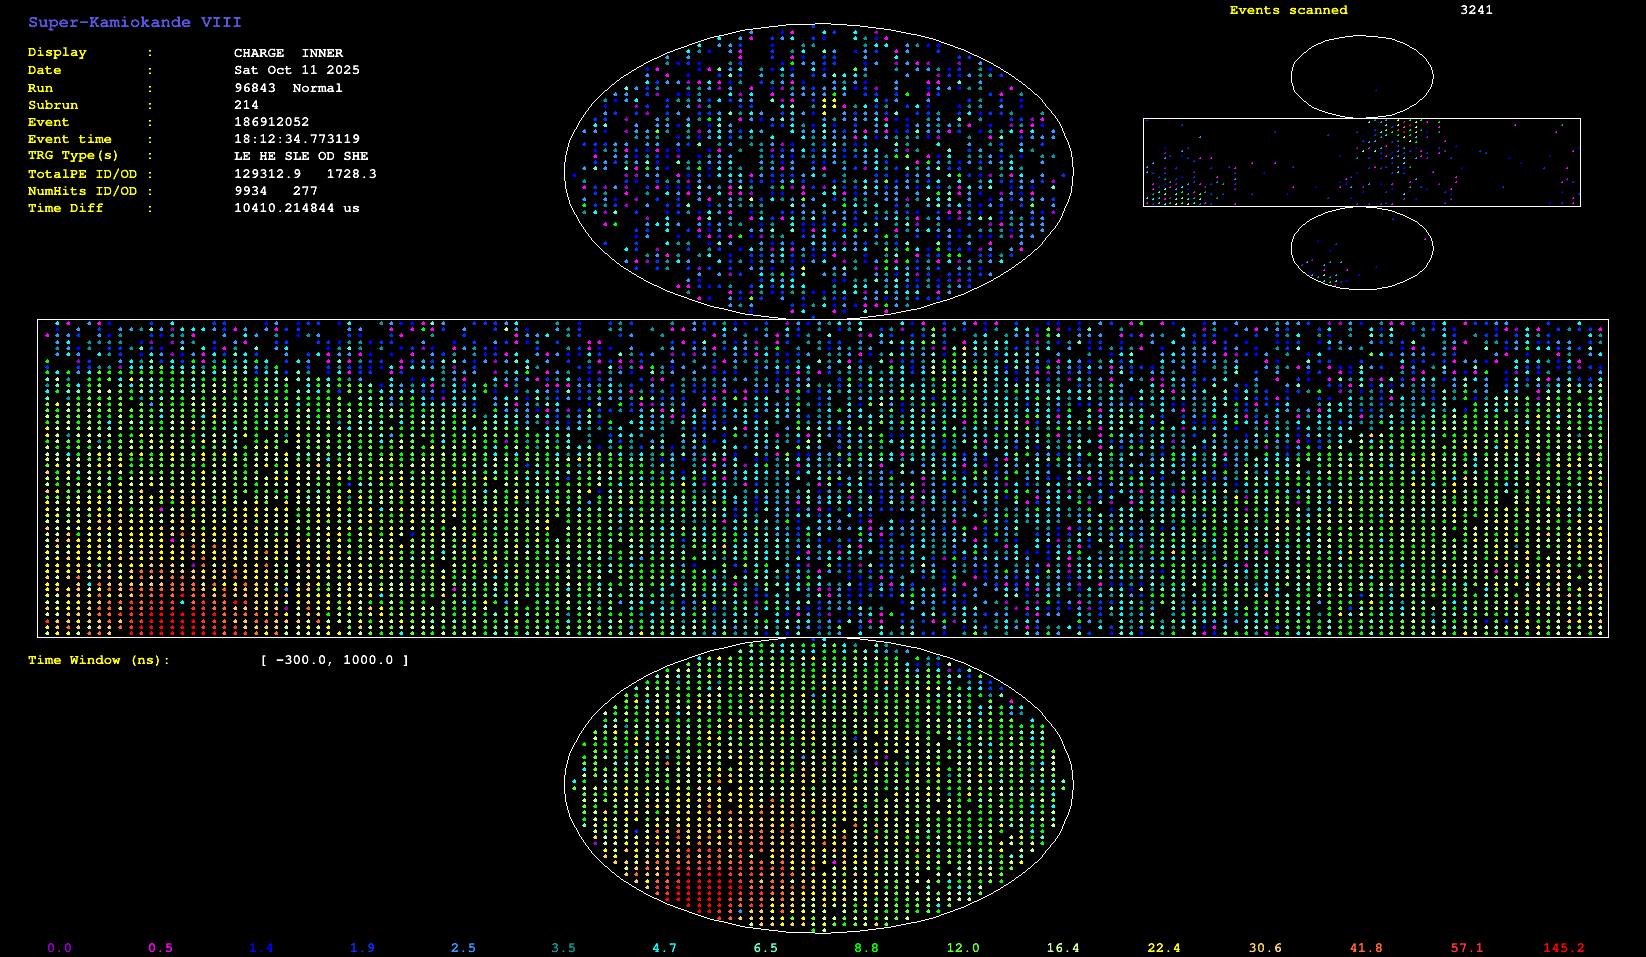 Super-Kamiokande VIII
Events scanned 3241
Display : CHARGE INNER
Date : Sat Oct 11 2025
Run : 96843 Normal
Subrun : 214
Event : 186912052
Event time : 18:12:34.773119
TRG Type(s) : LE HE SLE OD SHE
TotalPE ID/OD : 129312.9 1728.3
NumHits ID/OD : 9934 277
Time Diff : 10410.214844 us
Time Window (ns): [ -300.0, 1000.0 ]
0.0 0.5 1.4 1.9 2.5 3.5 4.7 6.5 8.8 12.0 16.4 22.4 30.6 41.8 57.1 145.2